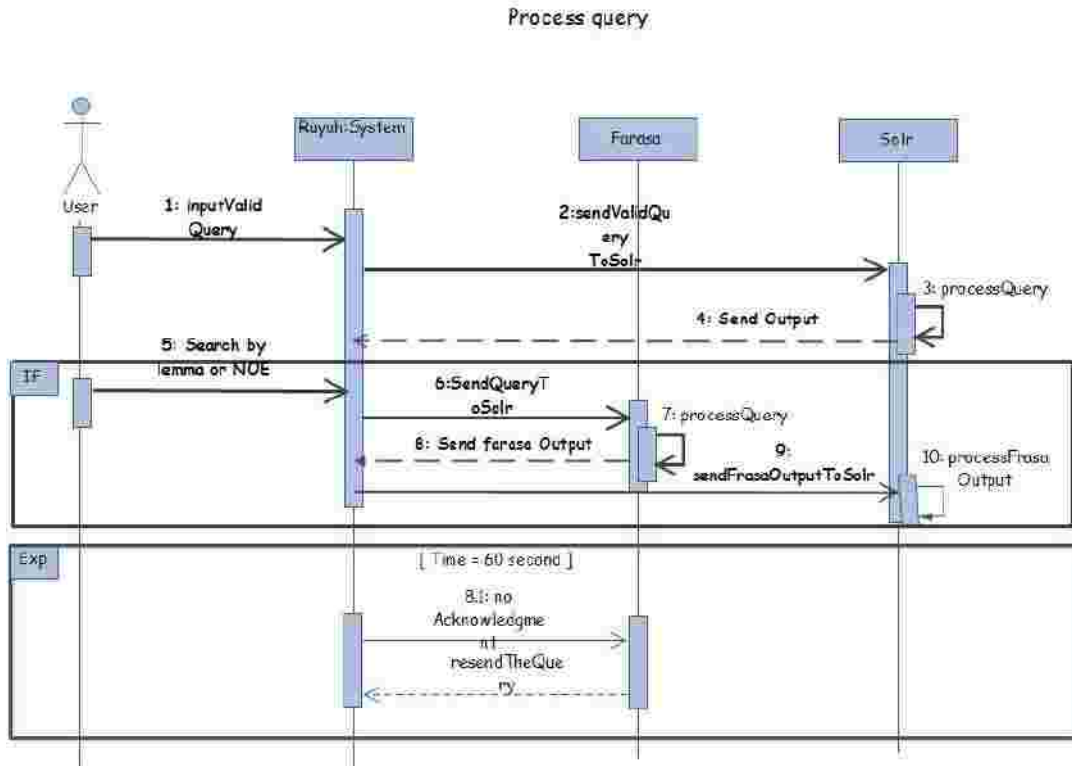 Process query
Ruyuh:System
Farasa
Solr
User
1: inputValid
Query
2:sendValidQu
ery
ToSolr
3: processQuery
4: Send Output
5: Search by
lemma or NOE
IF
6:SendQueryT
oSolr
7: processQuery
8: Send farasa Output
9:
sendFrasaOutputToSolr
10: processFrasa
Output
Exp
[ Time = 60 second ]
8.1: no
Acknowledgme
nt
resendTheQue
ry